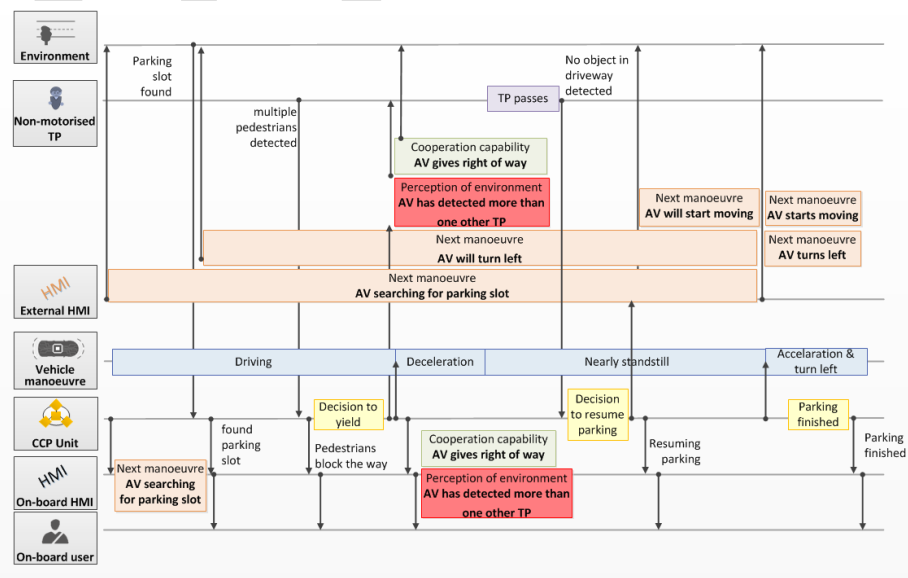 Environment
Parking
slot
found
No object in
driveway
detected
Non-motorised
TP
multiple
pedestrians
detected
TP passes
Cooperation capability
AV gives right of way
Perception of environment
AV has detected more than
one other TP
Next manoeuvre
AV will start moving
Next manoeuvre
AV starts moving
Next manoeuvre
AV will turn left
Next manoeuvre
AV turns left
HMI
External HMI
Next manoeuvre
AV searching for parking slot
Vehicle
manoeuvre
Driving
Deceleration
Nearly standstill
Accelaration &
turn left
CCP Unit
found
parking
slot
Decision to
yield
Pedestrians
block the way
Decision
to resume
parking
Resuming
parking
Parking
finished
Parking
finished
HMI
On-board HMI
Next manoeuvre
AV searching
for parking slot
Cooperation capability
AV gives right of way
Perception of environment
AV has detected more than
one other TP
On-board user